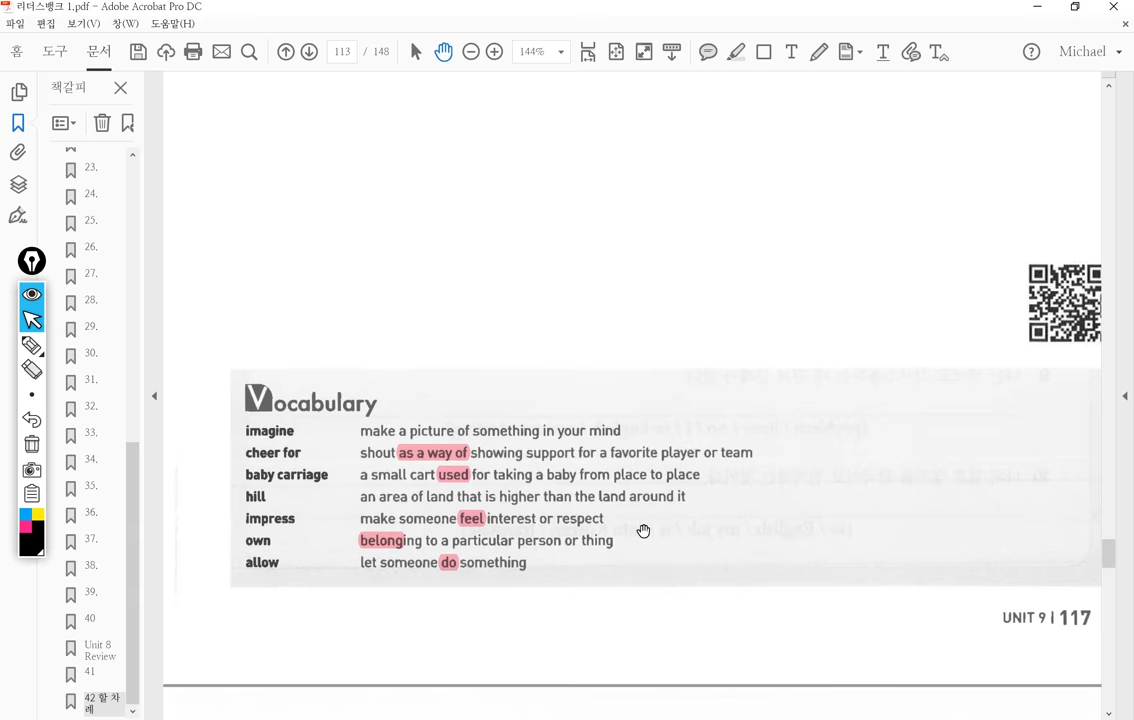 리더스뱅크 1.pdf - Adobe Acrobat Pro DC
파일 편집 보기(V) 창(W) 도움말(H)
홈 도구 문서 113 / 148 144% Michael
책갈피
23.
24.
25.
26.
27.
28.
29.
30.
31.
32.
33.
34.
35.
36.
37.
38.
39.
40
Unit 8
Review
41
42 할 차
례
Vocabulary
imagine make a picture of something in your mind
cheer for shout as a way of showing support for a favorite player or team
baby carriage a small cart used for taking a baby from place to place
hill an area of land that is higher than the land around it
impress make someone feel interest or respect
own belonging to a particular person or thing
allow let someone do something
UNIT 9 | 117